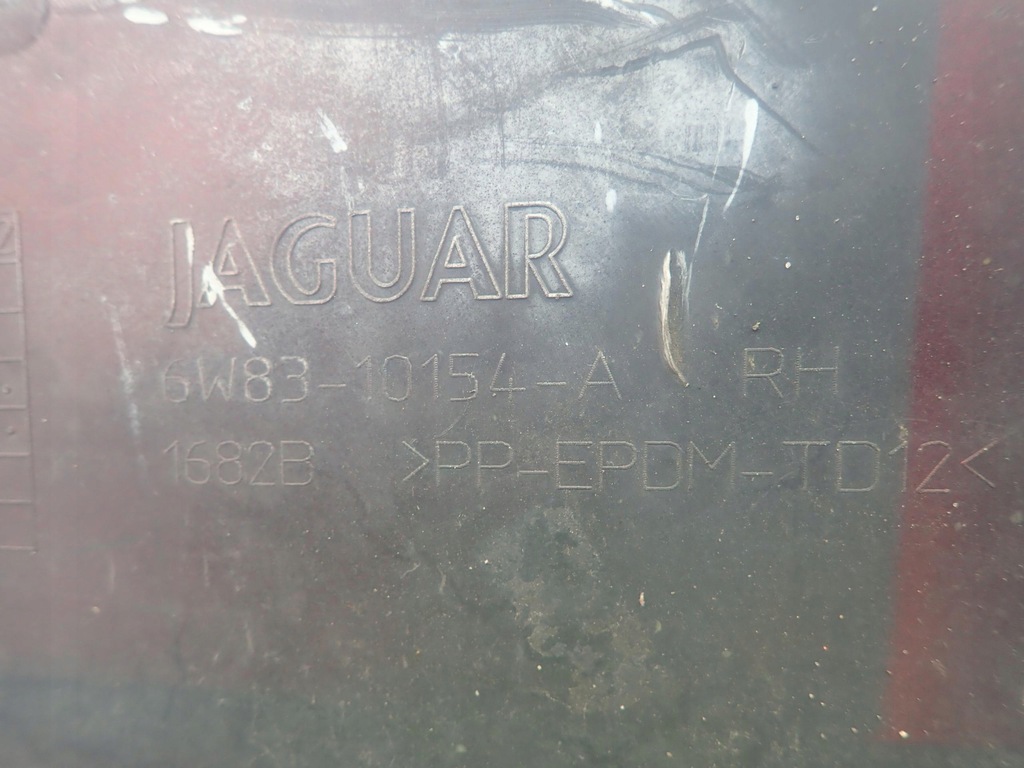 JAGUAR
6W83-10154-A RH
1682B >PP-EPDM-TD12<